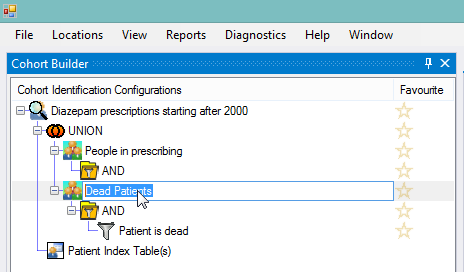 File Locations View Reports Diagnostics Help Window
Cohort Builder
Cohort Identification Configurations Favourite
Diazepam prescriptions starting after 2000
UNION
People in prescribing
AND
Dead Patients
AND
Patient is dead
Patient Index Table(s)